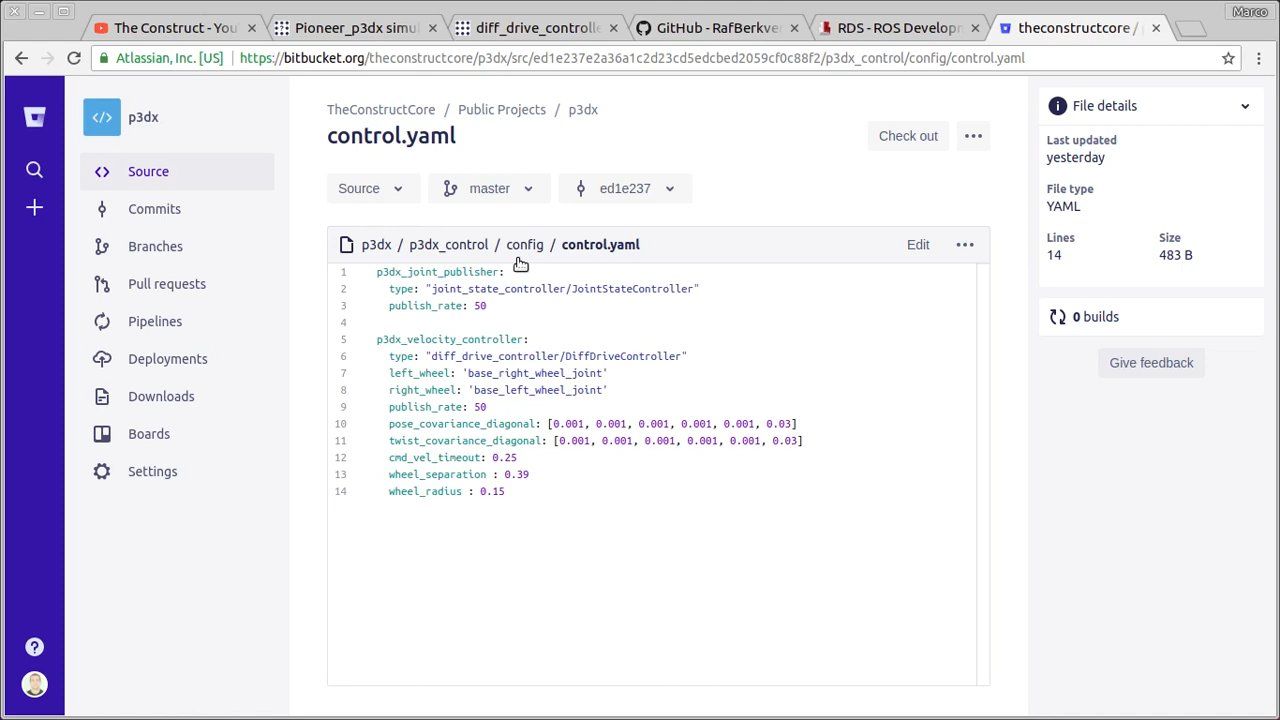 Marco
The Construct - You
Pioneer_p3dx simul
diff_drive_controlle
GitHub - RafBerkve
RDS - ROS Developm
theconstructcore /
Atlassian, Inc. [US]
https://bitbucket.org/theconstructcore/p3dx/src/ed1e237e2a36a1c2d23cd5edcbed2059cf0c88f2/p3dx_control/config/control.yaml
p3dx
Source
Commits
Branches
Pull requests
Pipelines
Deployments
Downloads
Boards
Settings
TheConstructCore / Public Projects / p3dx
control.yaml
Check out
Source
master
ed1e237
p3dx / p3dx_control / config / control.yaml
Edit
1 p3dx_joint_publisher:
2 type: "joint_state_controller/JointStateController"
3 publish_rate: 50
4
5 p3dx_velocity_controller:
6 type: "diff_drive_controller/DiffDriveController"
7 left_wheel: 'base_right_wheel_joint'
8 right_wheel: 'base_left_wheel_joint'
9 publish_rate: 50
10 pose_covariance_diagonal: [0.001, 0.001, 0.001, 0.001, 0.001, 0.03]
11 twist_covariance_diagonal: [0.001, 0.001, 0.001, 0.001, 0.001, 0.03]
12 cmd_vel_timeout: 0.25
13 wheel_separation : 0.39
14 wheel_radius : 0.15
File details
Last updated
yesterday
File type
YAML
Lines
14
Size
483 B
0 builds
Give feedback